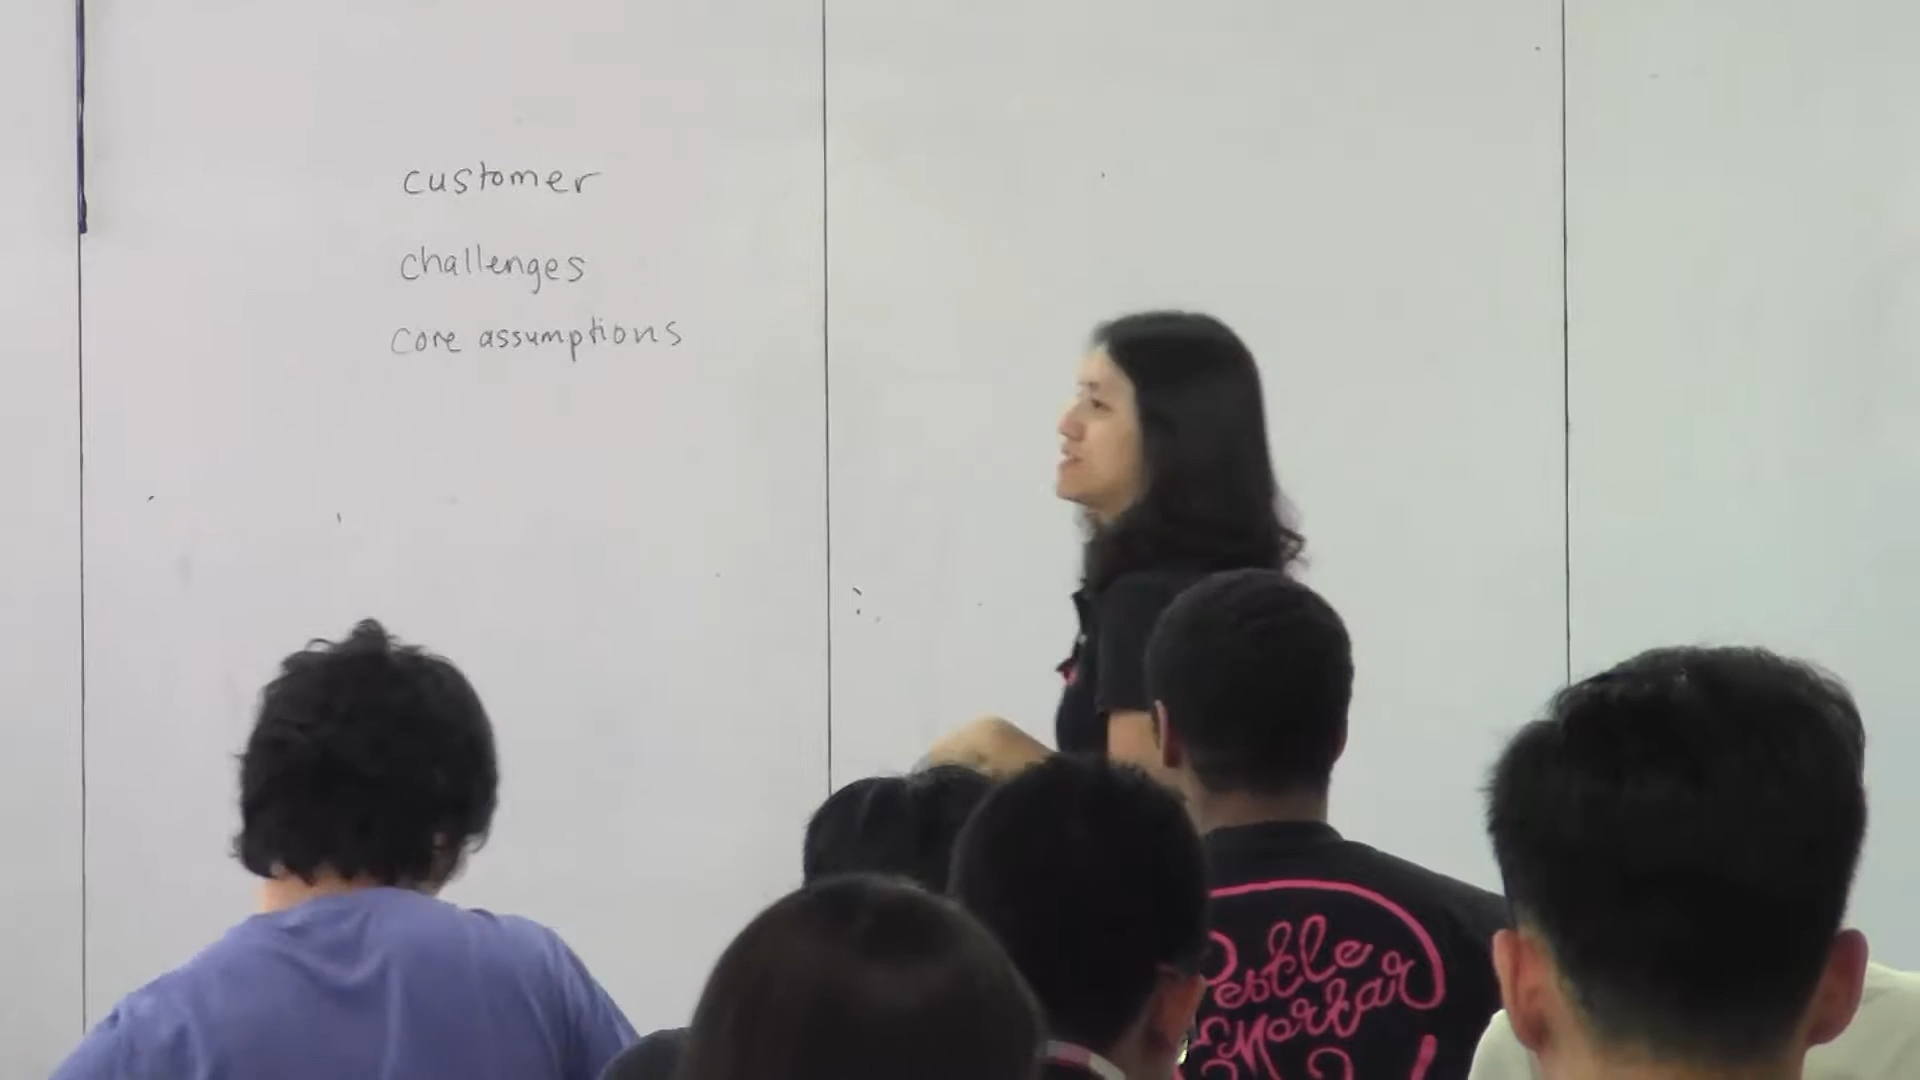 customer
challenges
core assumptions
Pestle
Mortar